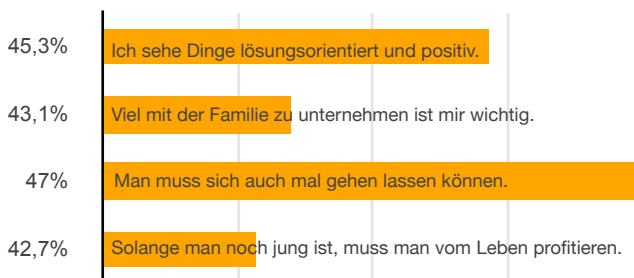 45,3% Ich sehe Dinge lösungsorientiert und positiv.
43,1% Viel mit der Familie zu unternehmen ist mir wichtig.
47% Man muss sich auch mal gehen lassen können.
42,7% Solange man noch jung ist, muss man vom Leben profitieren.